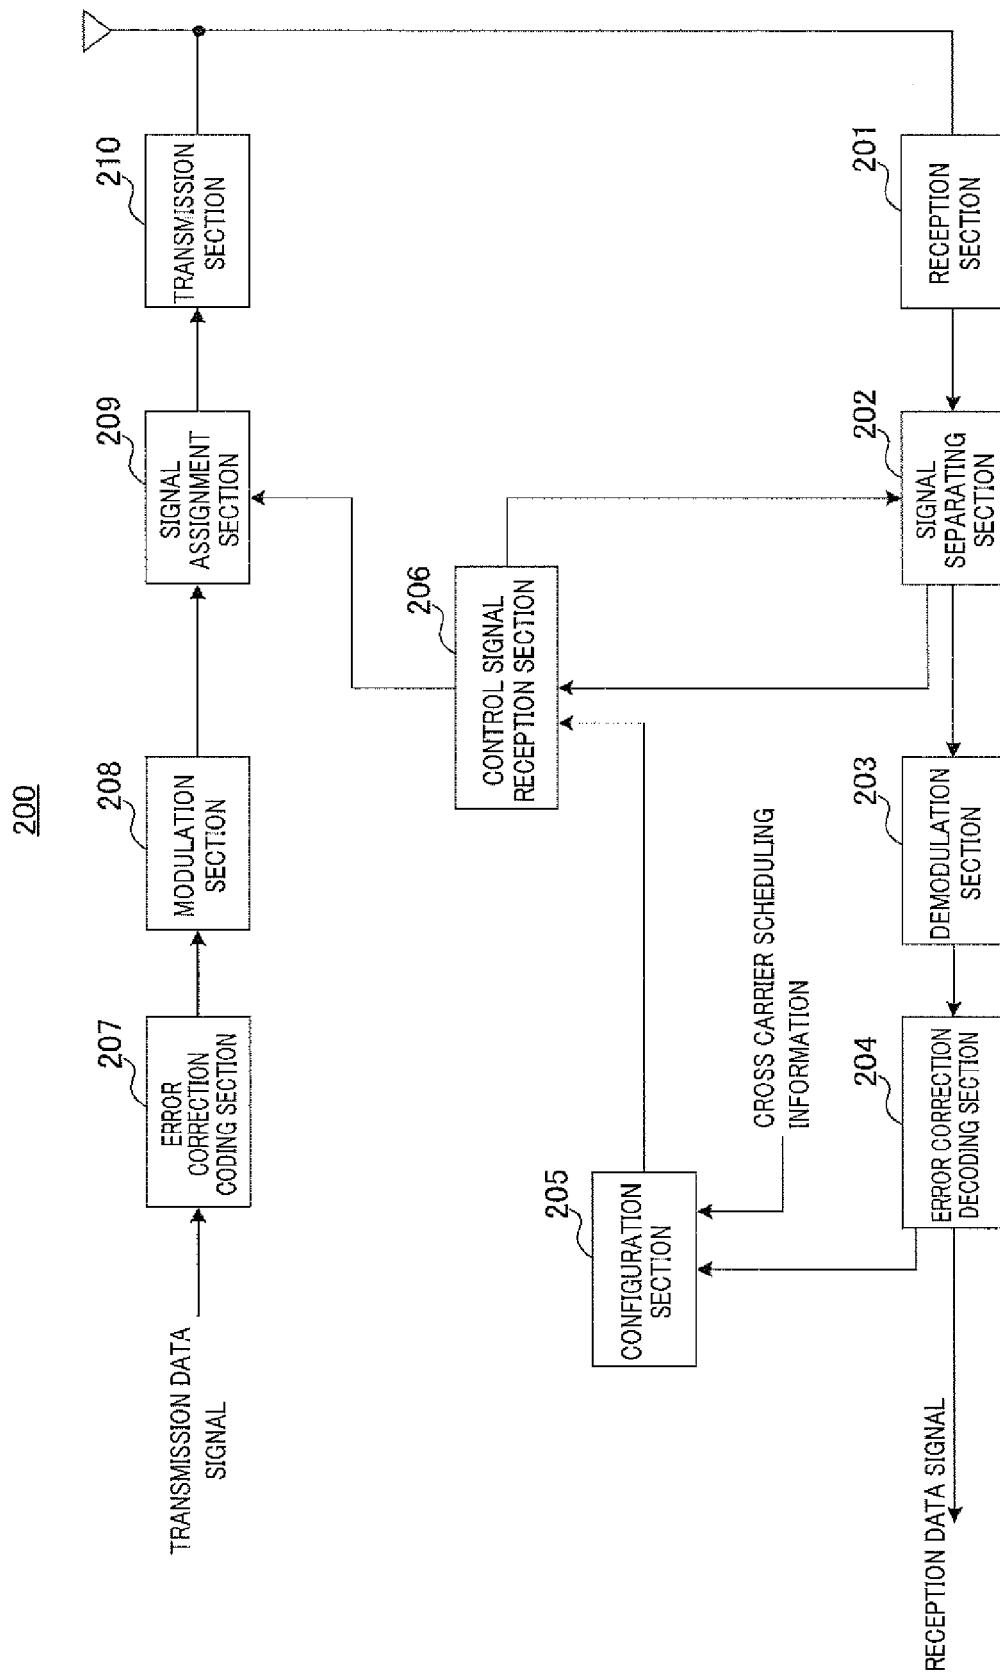 200
207
ERROR
CORRECTION
CODING SECTION
208
MODULATION
SECTION
209
SIGNAL
ASSIGNMENT
SECTION
210
TRANSMISSION
SECTION
TRANSMISSION DATA
SIGNAL
206
CONTROL SIGNAL
RECEPTION SECTION
205
CONFIGURATION
SECTION
CROSS CARRIER SCHEDULING
INFORMATION
204
ERROR CORRECTION
DECODING SECTION
203
DEMODULATION
SECTION
202
SIGNAL
SEPARATING
SECTION
201
RECEPTION
SECTION
RECEPTION DATA SIGNAL